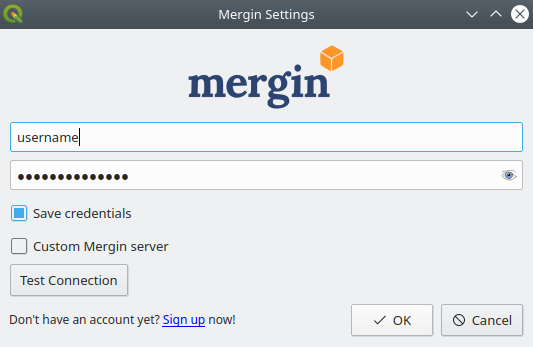 Mergin Settings
mergin
username
●●●●●●●●●●●●●●
Save credentials
Custom Mergin server
Test Connection
Don't have an account yet? Sign up now!
OK
Cancel